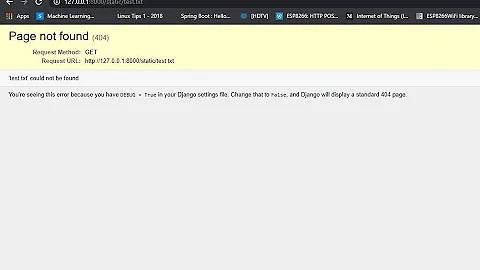 127.0.0.1:8000/static/test.txt
Apps Machine Learning... Linux Tips 1 - 2018 Spring Boot : Hello... [HDTV] ESP8266: HTTP POS... Internet of Things (I... ESP8266WiFi library...
Page not found (404)
Request Method: GET
Request URL: http://127.0.0.1:8000/static/test.txt
'test.txt' could not be found
You're seeing this error because you have DEBUG = True in your Django settings file. Change that to False, and Django will display a standard 404 page.